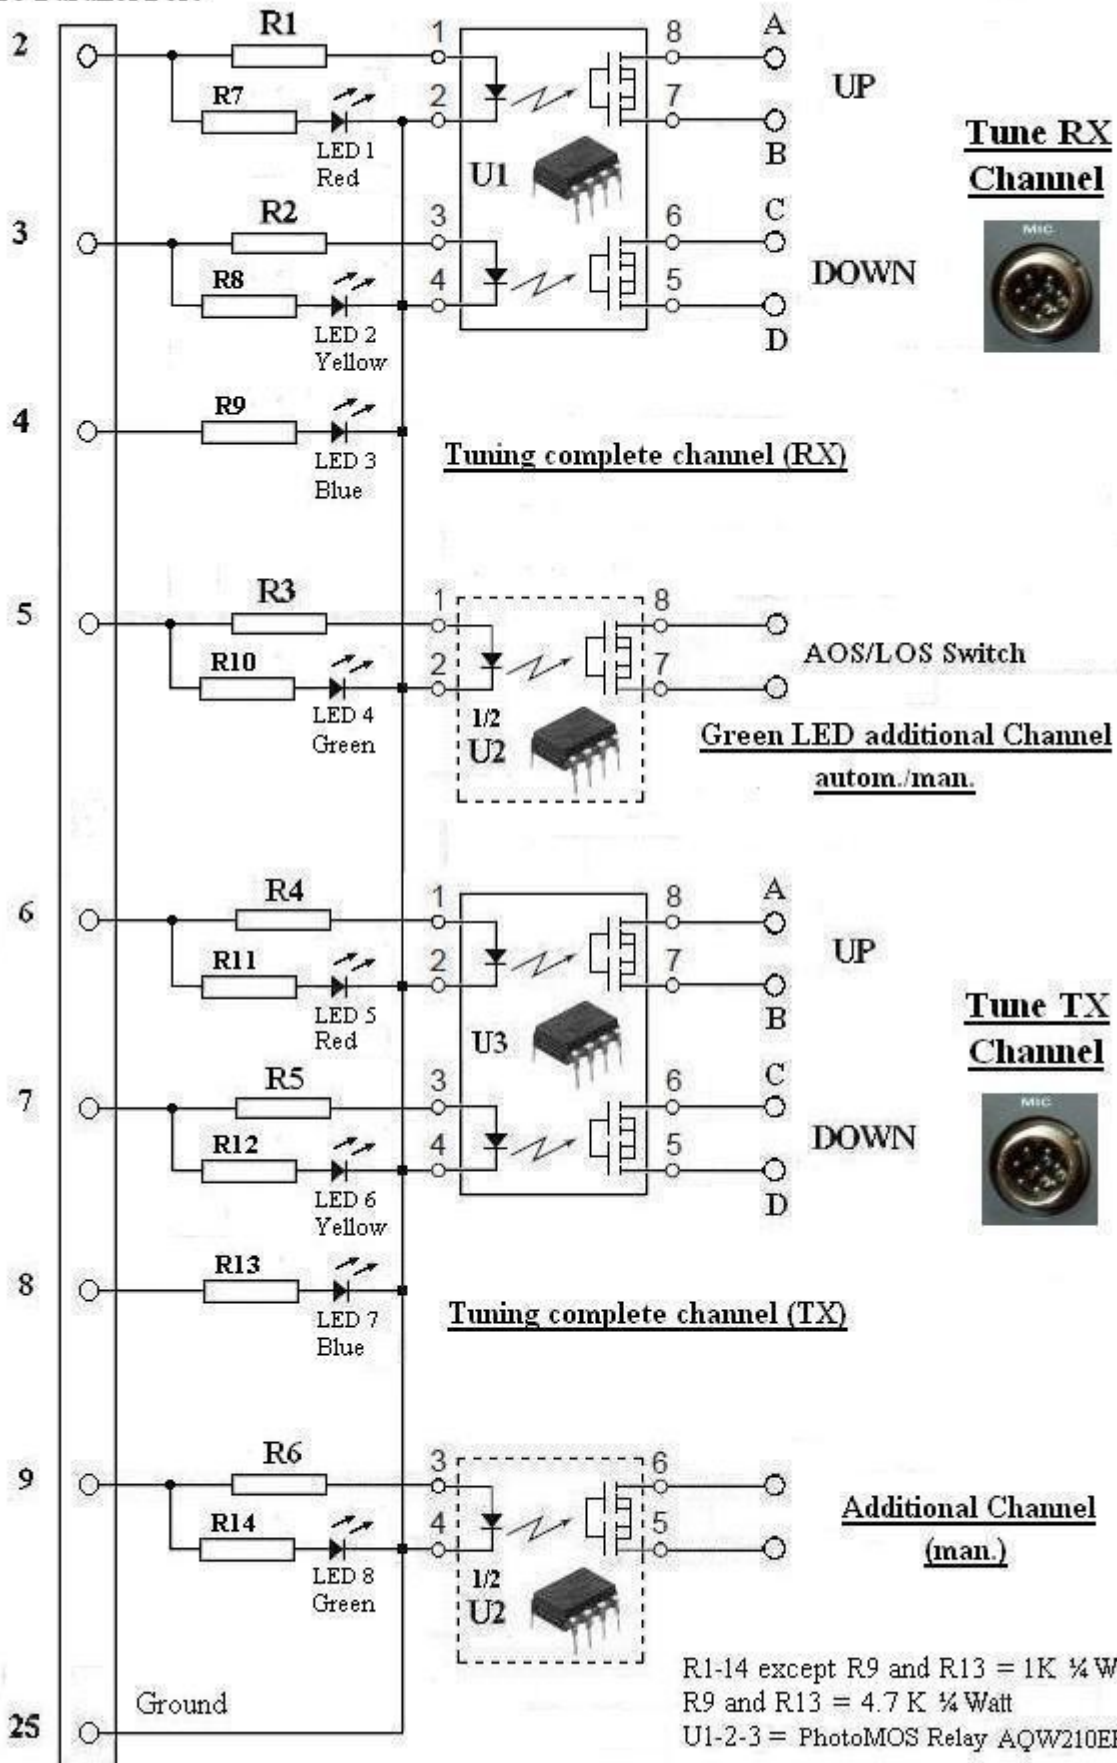 2
R1
1
8
A
UP
R7
2
7
B
LED 1
Red
U1
Tune RX
Channel
MIC
3
R2
3
6
C
DOWN
R8
4
5
D
LED 2
Yellow
4
R9
LED 3
Blue
Tuning complete channel (RX)
5
R3
1
8
AOS/LOS Switch
R10
2
7
LED 4
Green
1/2
U2
Green LED additional Channel
autom./man.
6
R4
1
8
A
UP
R11
2
7
B
LED 5
Red
U3
Tune TX
Channel
MIC
7
R5
3
6
C
DOWN
R12
4
5
D
LED 6
Yellow
8
R13
LED 7
Blue
Tuning complete channel (TX)
9
R6
3
6
R14
4
5
LED 8
Green
1/2
U2
Additional Channel
(man.)
R1-14 except R9 and R13 = 1K ¼ W
R9 and R13 = 4.7 K ¼ Watt
U1-2-3 = PhotoMOS Relay
Ground
25